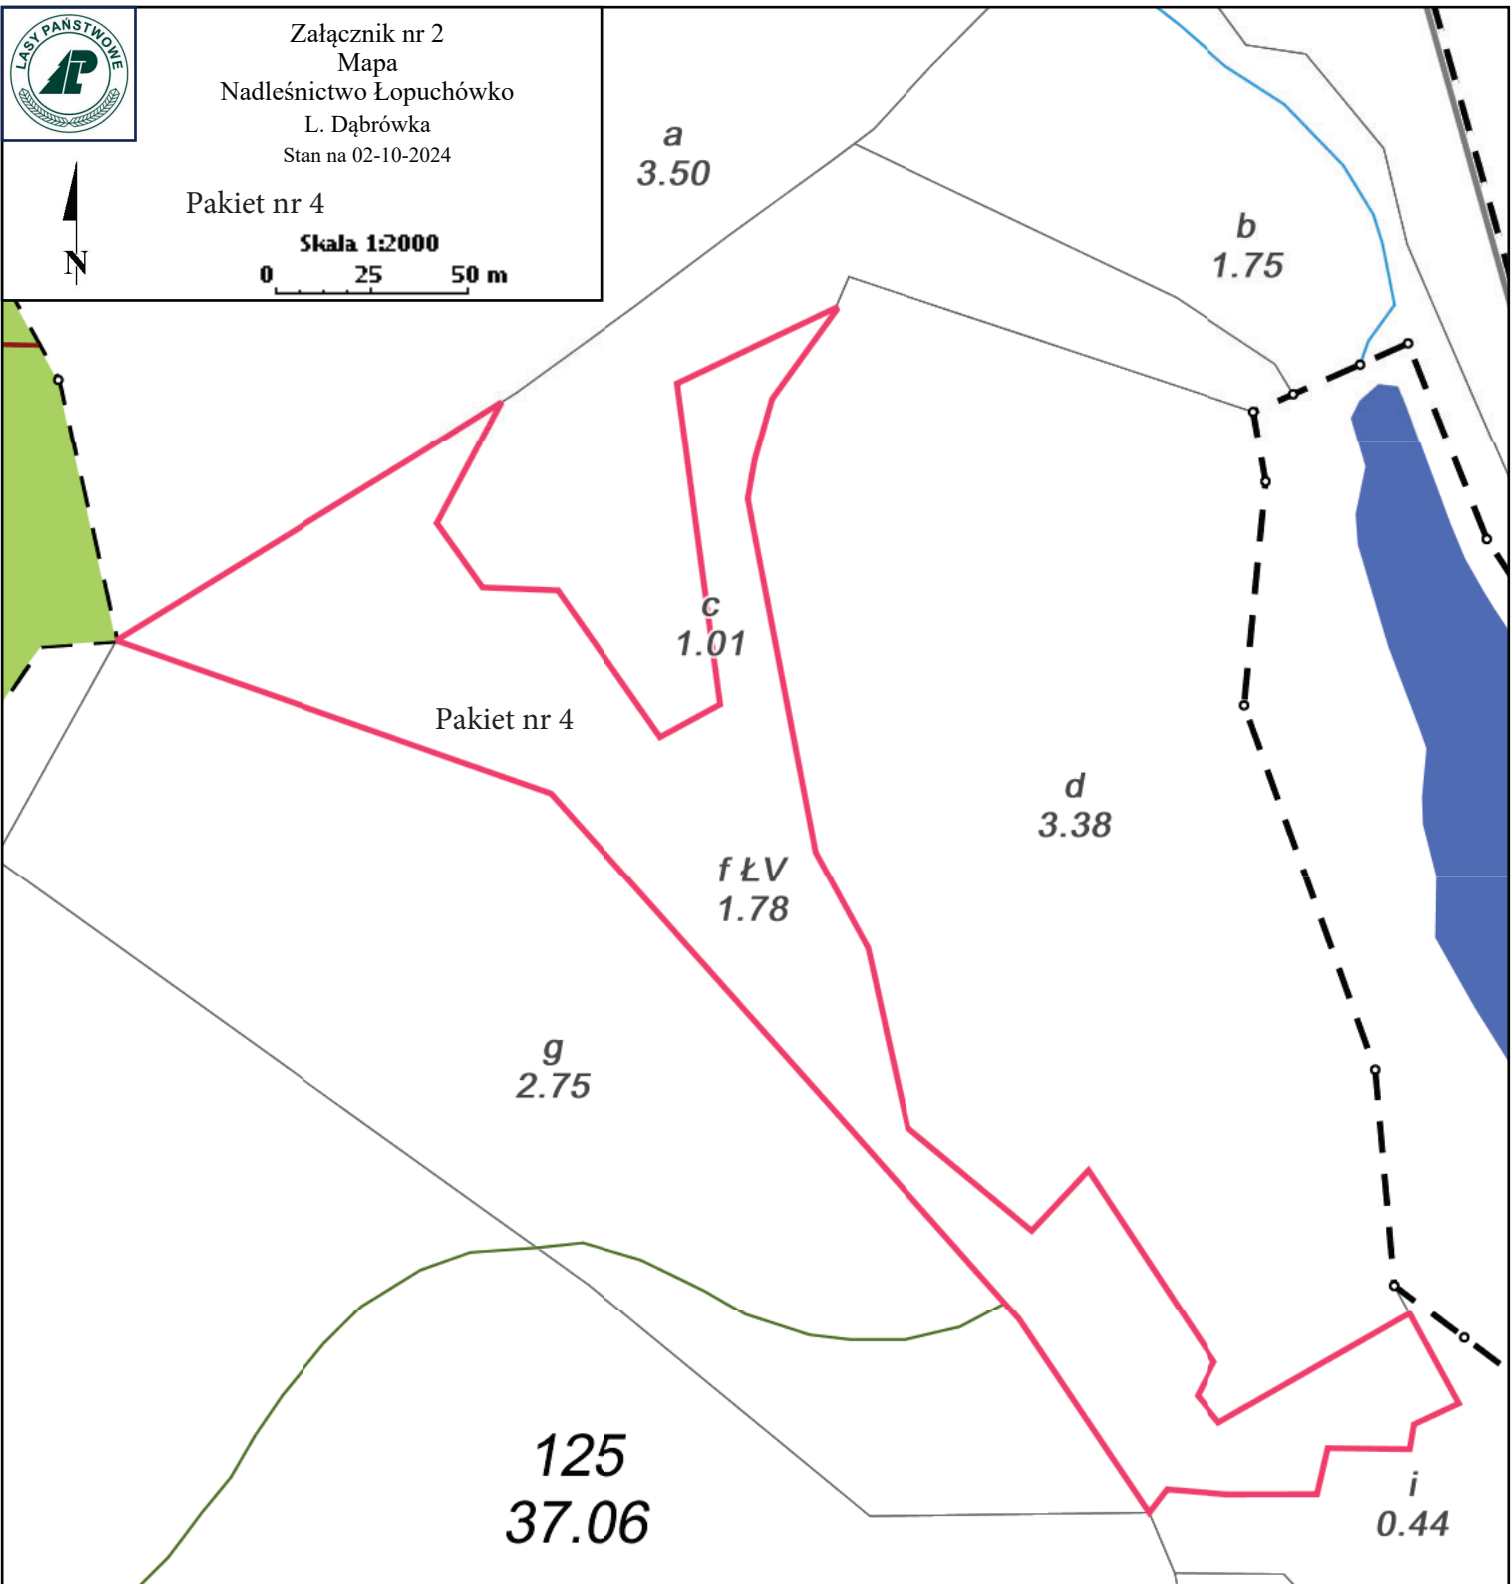 LASY PAŃSTWOWE
Załącznik nr 2
Mapa
Nadleśnictwo Łopuchówko
L. Dąbrówka
Stan na 02-10-2024
Pakiet nr 4
N
Skala 1:2000
0 25 50 m
a
3.50
b
1.75
c
1.01
Pakiet nr 4
d
3.38
f ŁV
1.78
g
2.75
125
37.06
i
0.44